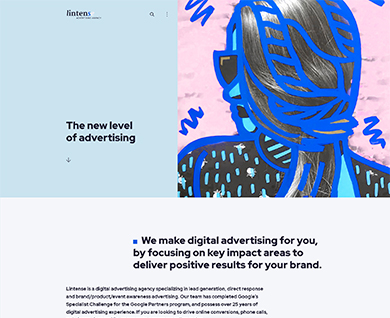 lintense
The new level
of advertising
We make digital advertising for you,
by focusing on key impact areas to
deliver positive results for your brand.
Lintense is a digital advertising agency specializing in lead generation, direct response
and brand/product/event awareness advertising. Our team has completed Google's
Specialist Challenge for the Google Partners program, and possess over 25 years of
digital advertising experience. If you are looking to drive online conversions, phone calls,